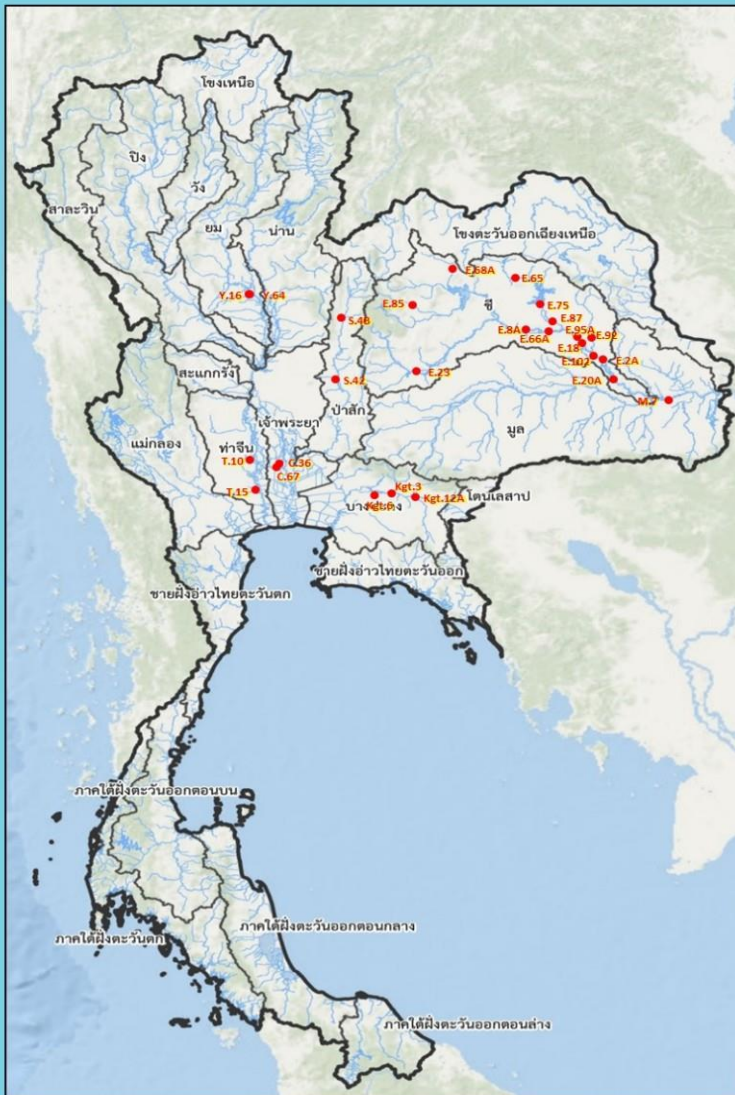 โขงเหนือ
ปิง
วัง
สาละวิน
ยม
น่าน
โขงตะวันออกเฉียงเหนือ
E.68A
E.65
Y.16
Y.64
E.85
ชี
E.75
S.4B
E.87
E.8A
E.95A
E.92
E.66A
E.18
E.102
E.2A
สะแกกรัง
S.42
E.23
E.20A
ป่าสัก
M.7
เจ้าพระยา
มูล
แม่กลอง
ท่าจีน
T.10
C.36
C.67
T.15
Kgt.3
Kgt.6
Kgt.12A
โตนเลสาป
ชายฝั่งอ่าวไทยตะวันออก
ชายฝั่งอ่าวไทยตะวันตก
ภาคใต้ฝั่งตะวันออกตอนบน
ภาคใต้ฝั่งตะวันออกตอนกลาง
ภาคใต้ฝั่งตะวันตก
ภาคใต้ฝั่งตะวันออกตอนล่าง